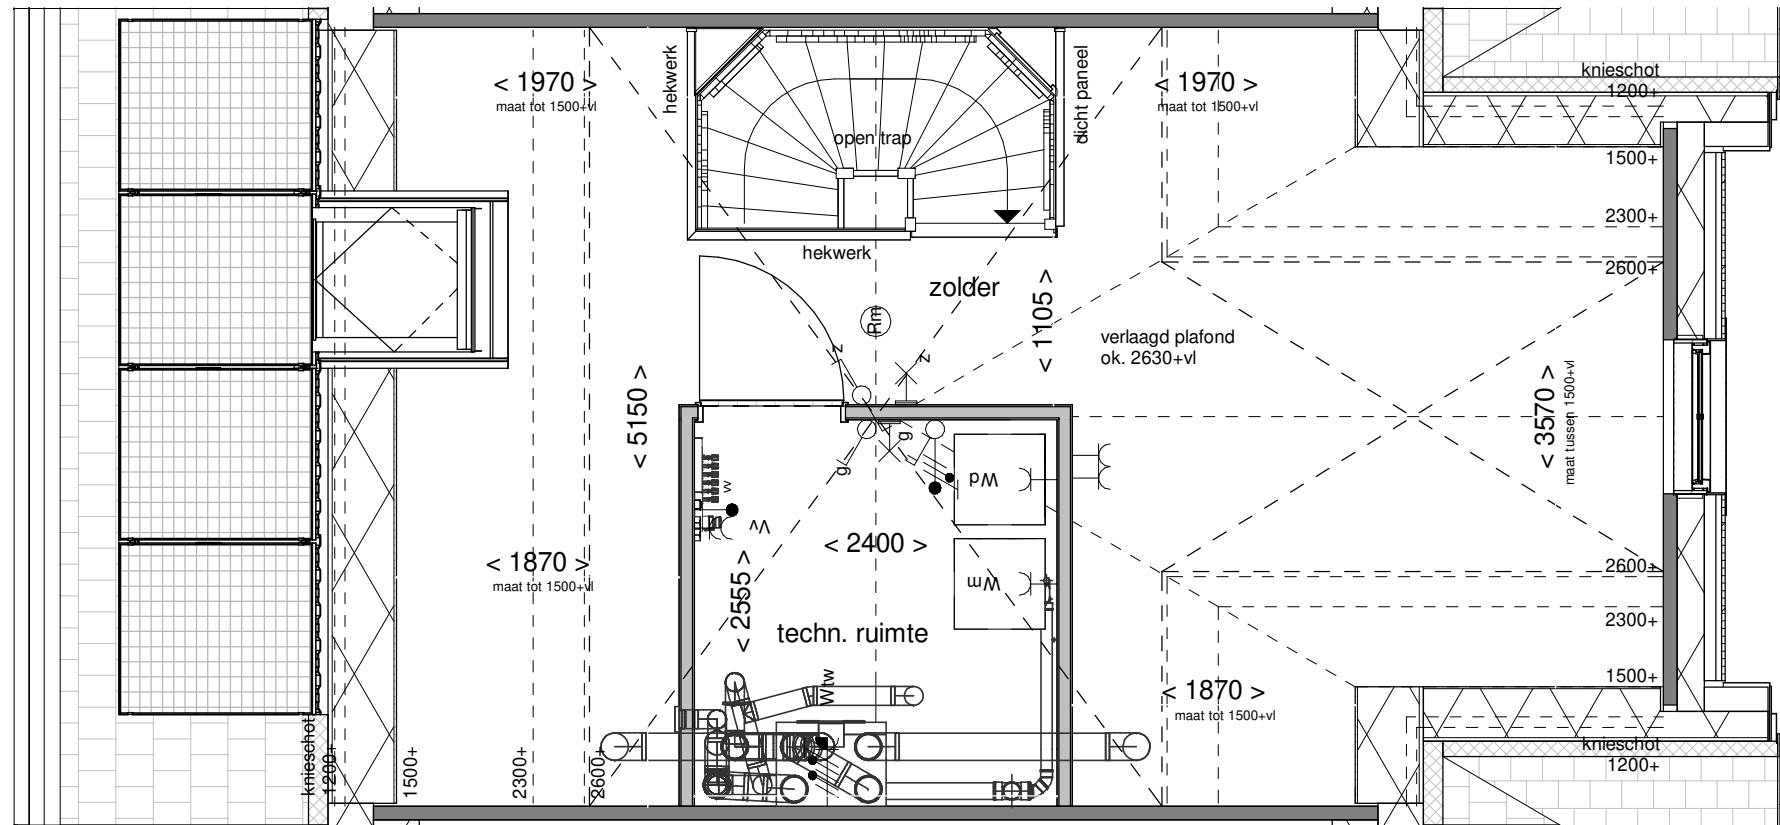 < 1970 >
maat tot 1500+vl
hekwerk
open trap
dicht paneel
< 1970 >
maat tot 1500+vl
knieschot
1200+
1500+
2300+
2600+
hekwerk
zolder
< 1105 >
Rm
z
z
verlaagd plafond
ok. 2630+vl
< 5150 >
< 3570 >
maat tussen 1500+vl
g
g
w
Vv
Wd
< 2400 >
< 1870 >
maat tot 1500+vl
< 2555 >
Wm
techn. ruimte
2600+
2300+
1500+
Wtw
< 1870 >
maat tot 1500+vl
knieschot
1200+
knieschot
1200+
1500+
2300+
2600+